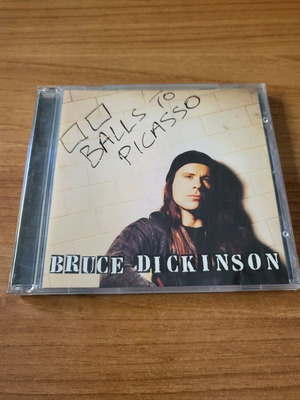 BALLS TO
PICASSO
BRUCE DICKINSON